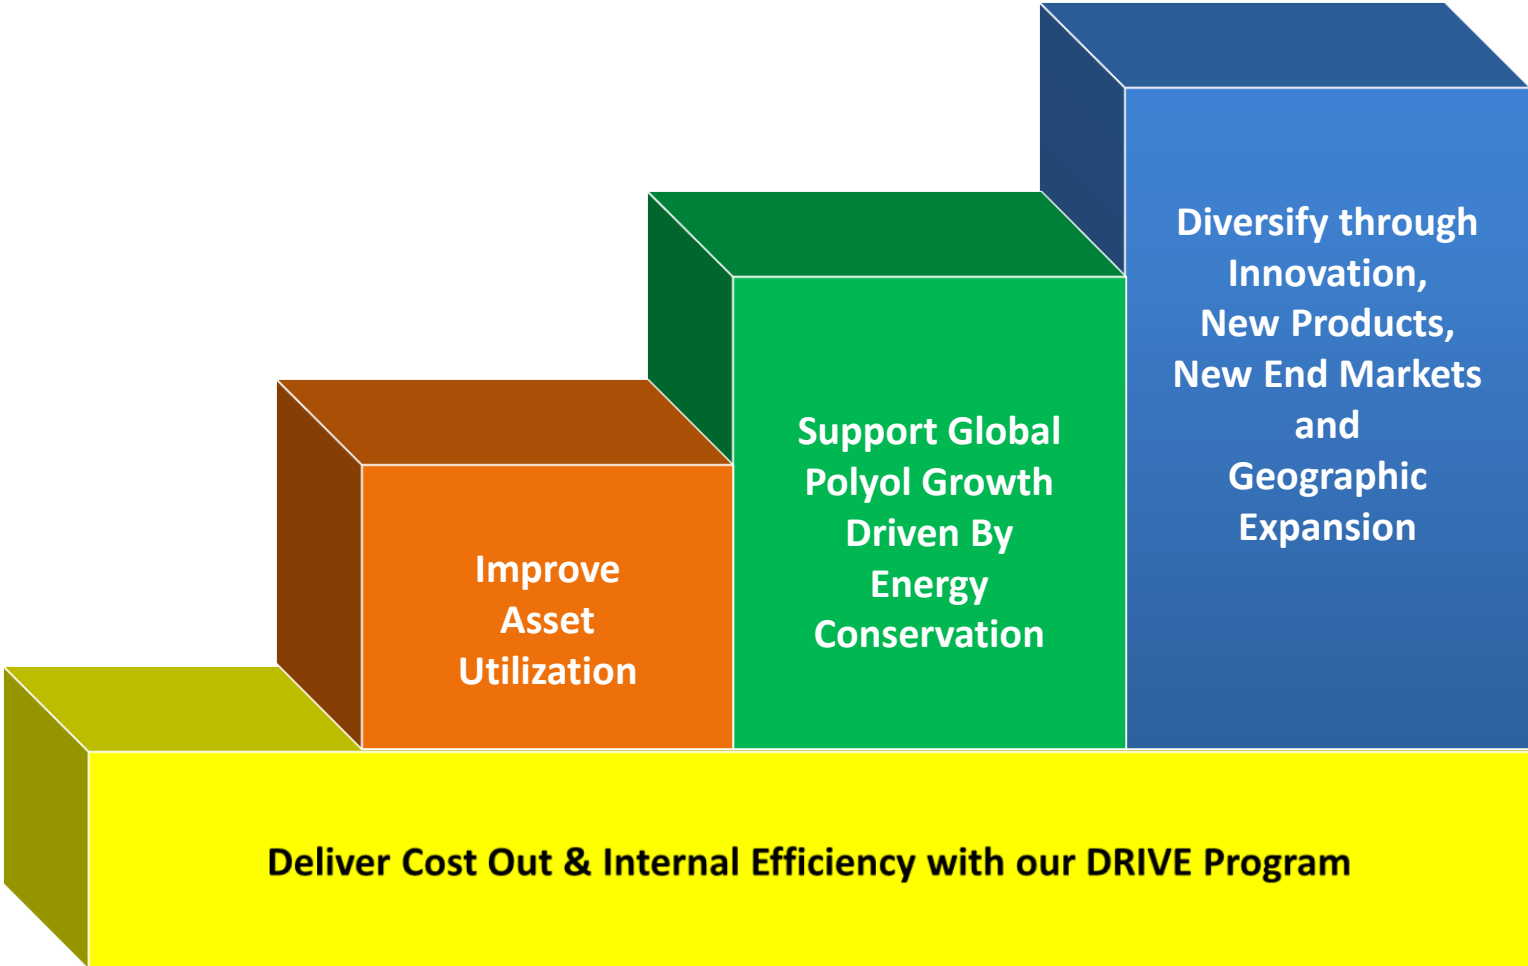 Diversify through
Innovation,
New Products,
New End Markets
and
Geographic
Expansion
Support Global
Polyol Growth
Driven By
Energy
Conservation
Improve
Asset
Utilization
Deliver Cost Out & Internal Efficiency with our DRIVE Program